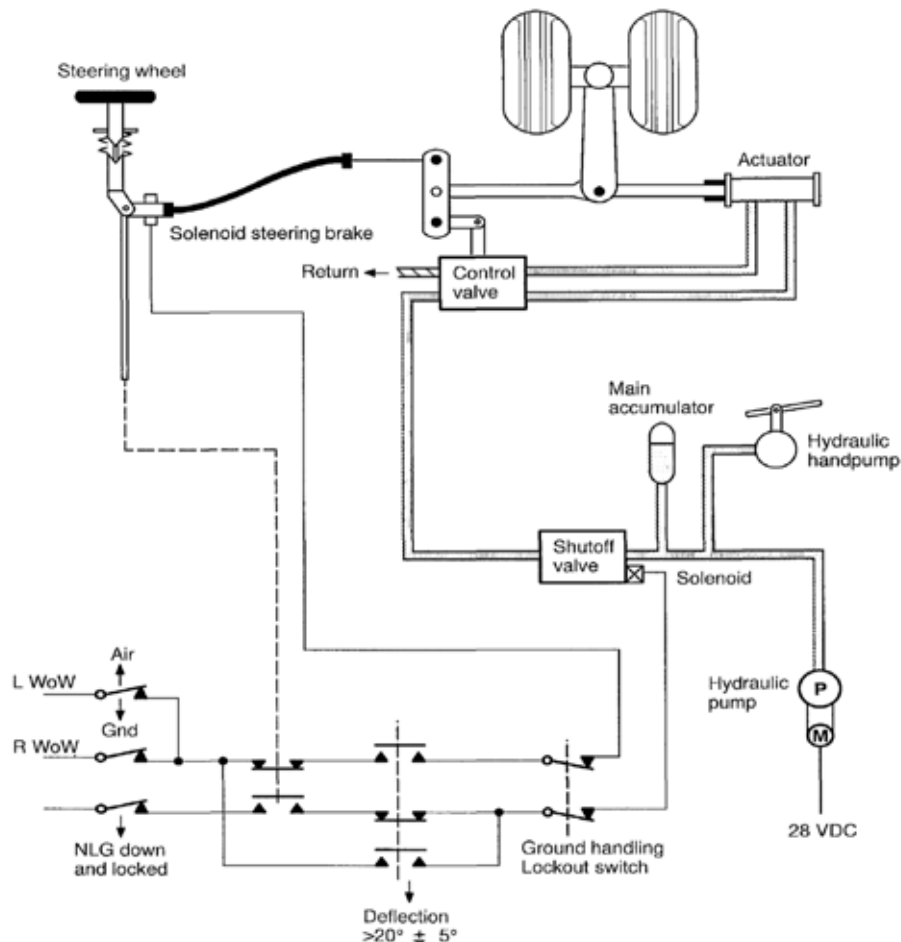 Steering wheel
Actuator
Solenoid steering brake
Return
Control
valve
Main
accumulator
Hydraulic
handpump
Shutoff
valve
Solenoid
Air
L WoW
Gnd
R WoW
Hydraulic
pump
P
M
NLG down
and locked
Ground handling
Lockout switch
28 VDC
Deflection
>20° ± 5°